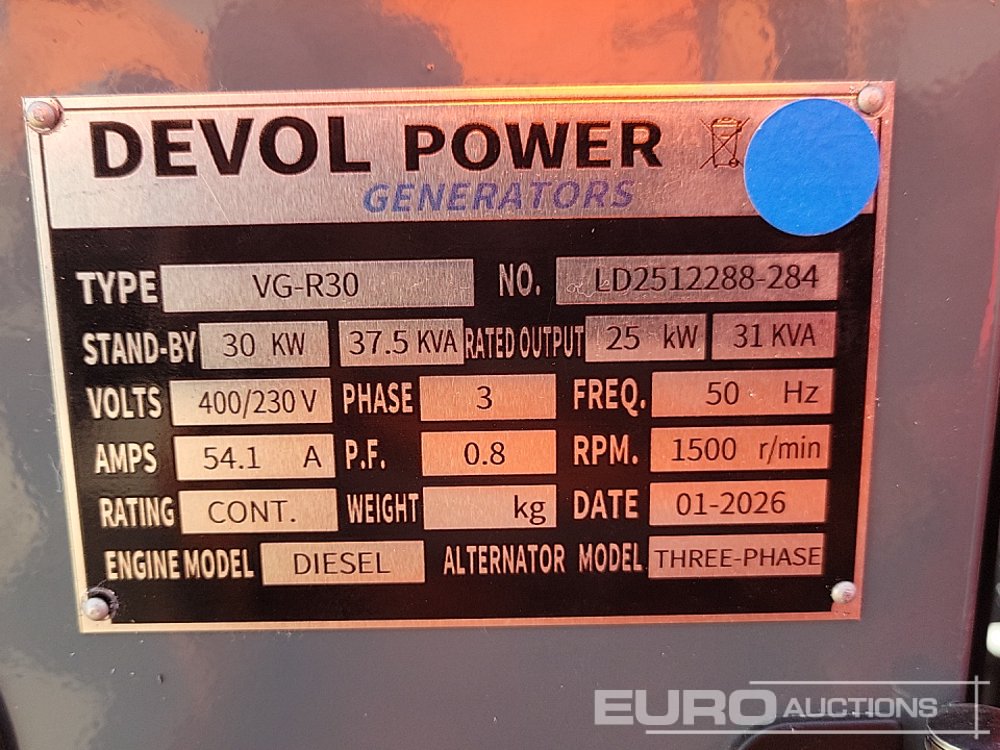 DEVOL POWER
GENERATORS
TYPE VG-R30 NO. LD2512288-284
STAND-BY 30 KW 37.5 KVA RATED OUTPUT 25 kW 31 KVA
VOLTS 400/230 V PHASE 3 FREQ. 50 Hz
AMPS 54.1 A P.F. 0.8 RPM. 1500 r/min
RATING CONT. WEIGHT kg DATE 01-2026
ENGINE MODEL DIESEL ALTERNATOR MODEL THREE-PHASE
EURO AUCTIONS